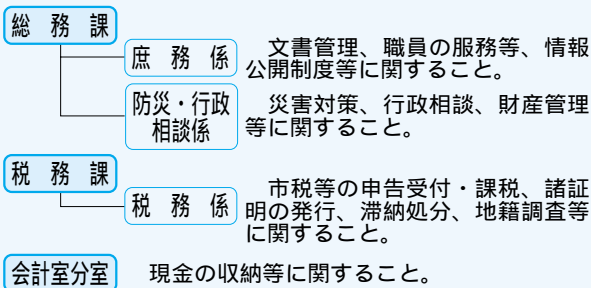 総務課
庶務係
文書管理、職員の服務等、情報
公開制度等に関すること。
防災・行政
相談係
災害対策、行政相談、財産管理
等に関すること。
税務課
税務係
市税等の申告受付・課税、諸証
明の発行、滞納処分、地籍調査等
に関すること。
会計室分室
現金の収納等に関すること。